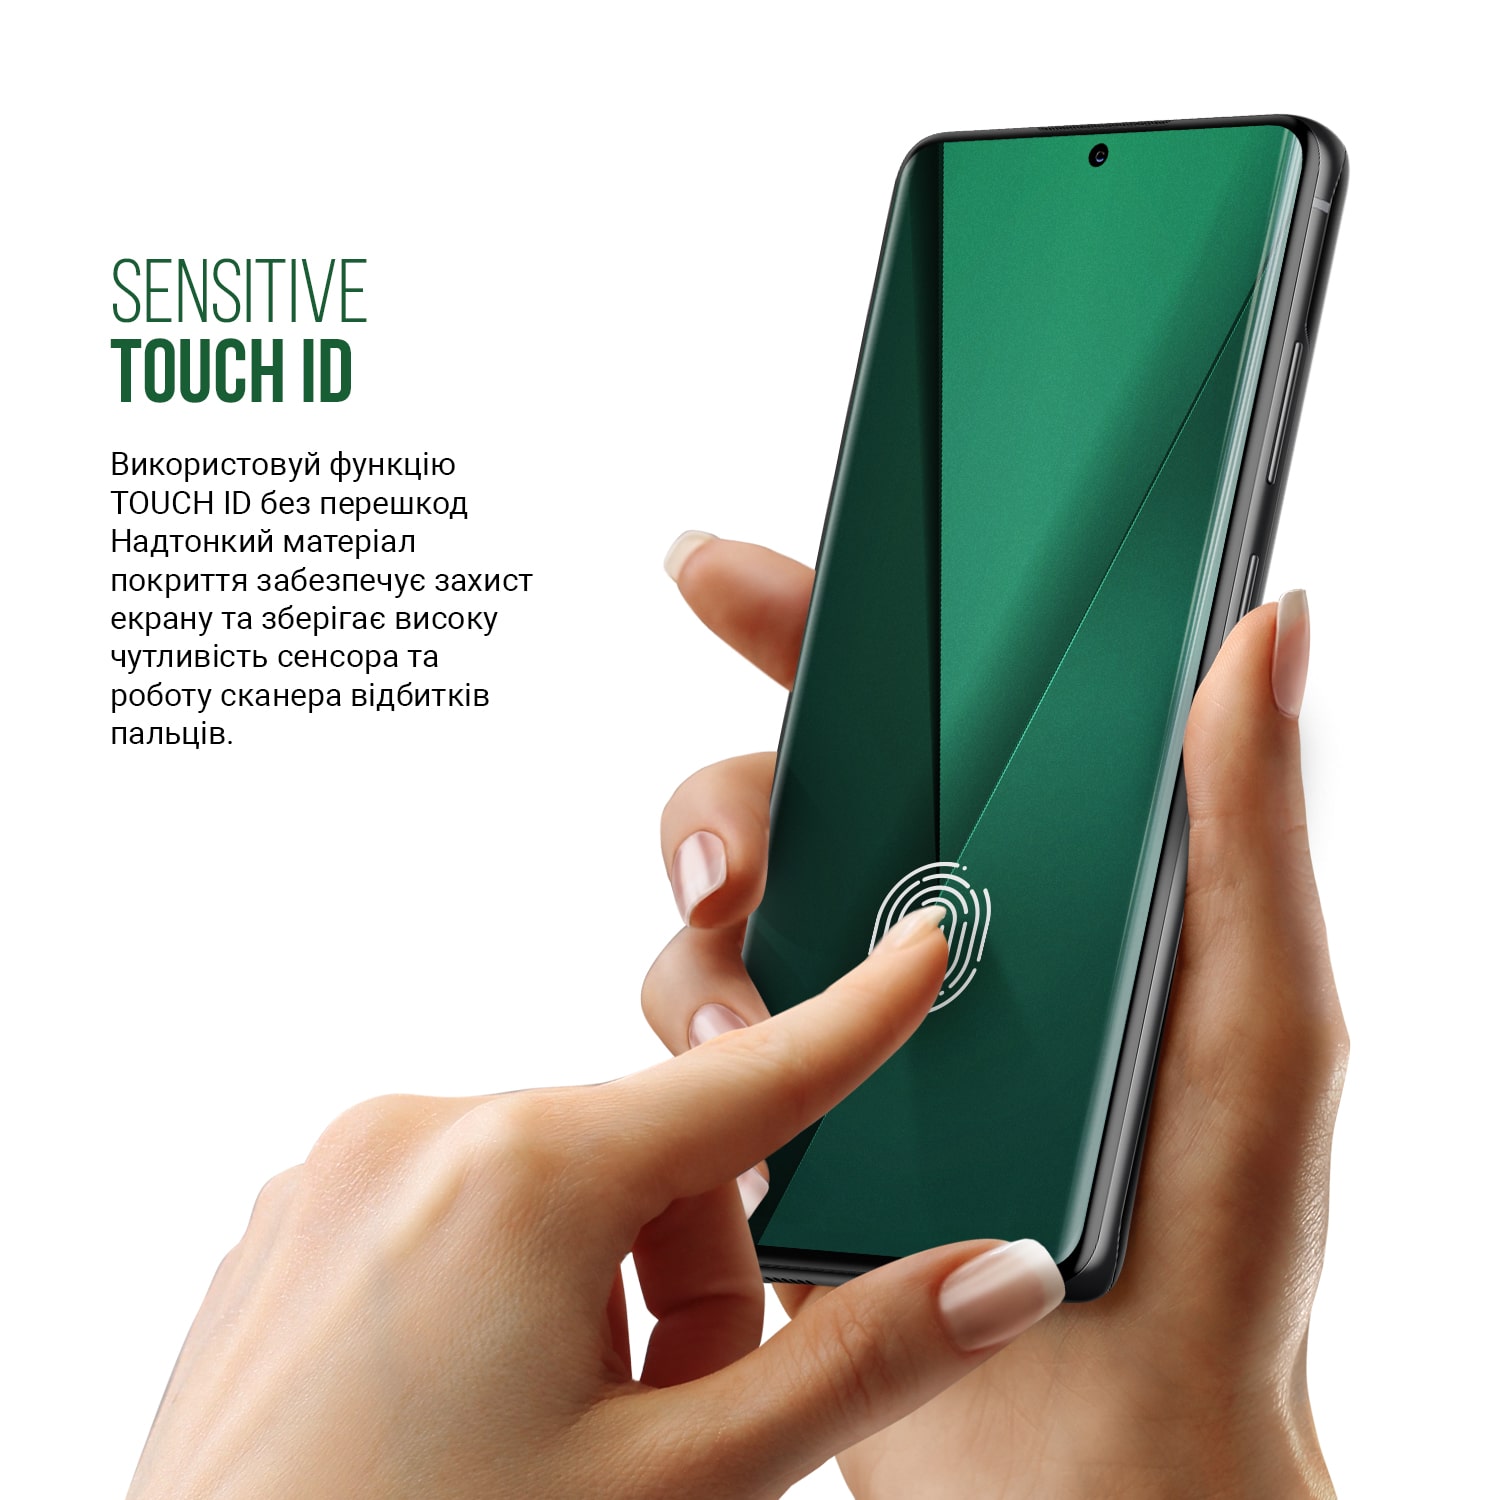 SENSITIVE
TOUCH ID
Використовуй функцію
TOUCH ID без перешкод
Надтонкий матеріал
покриття забезпечує захист
екрану та зберігає високу
чутливість сенсора та
роботу сканера відбитків
пальців.